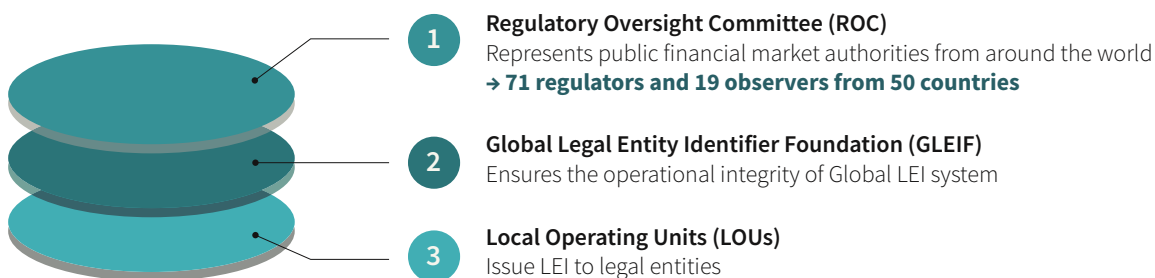 1
Regulatory Oversight Committee (ROC)
Represents public financial market authorities from around the world
→ 71 regulators and 19 observers from 50 countries
2
Global Legal Entity Identifier Foundation (GLEIF)
Ensures the operational integrity of Global LEI system
3
Local Operating Units (LOUs)
Issue LEI to legal entities